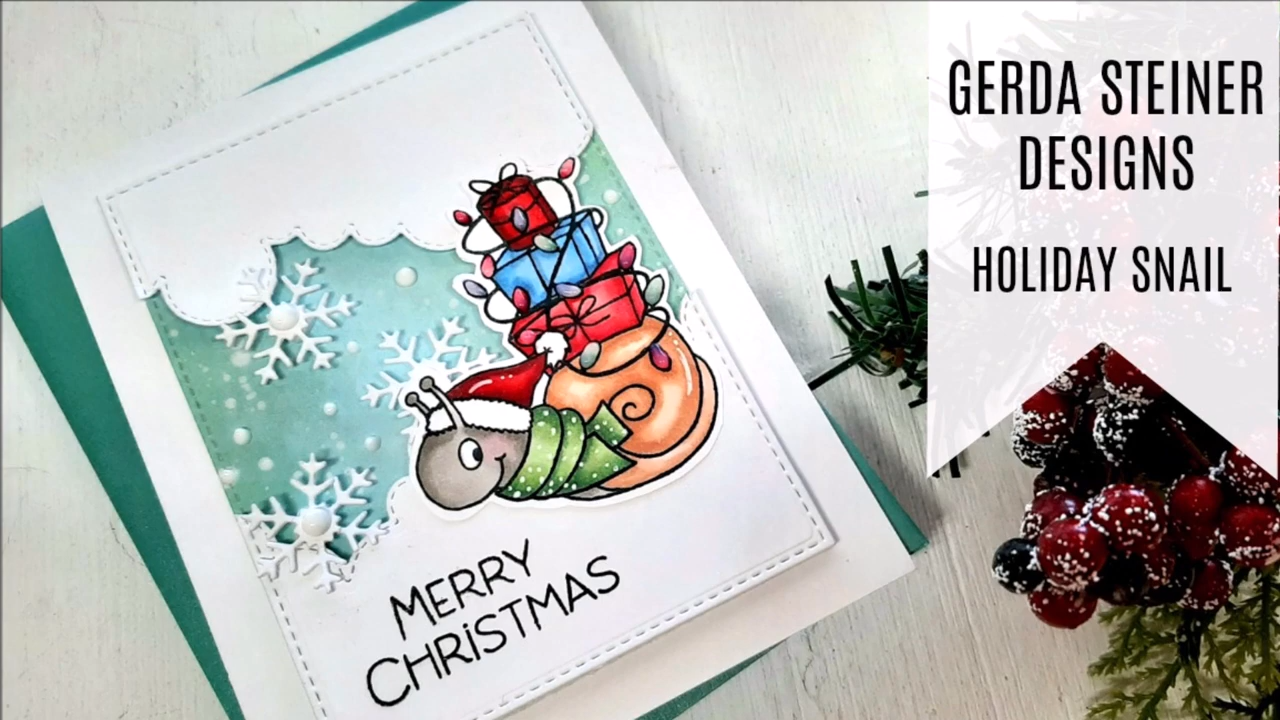 GERDA STEINER
DESIGNS
HOLIDAY SNAIL
MERRY
CHRiSTMAS